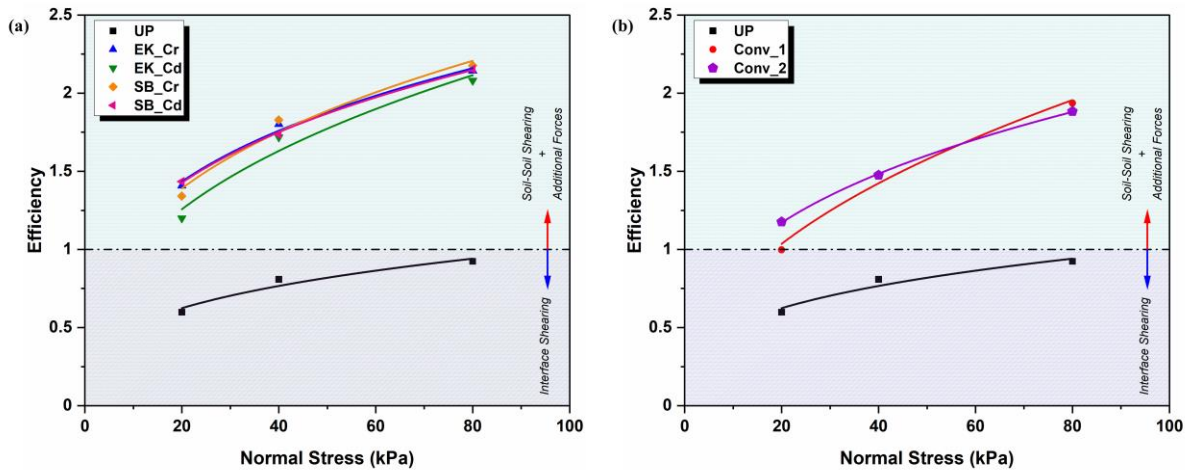 (a)
UP
EK_Cr
EK_Cd
SB_Cr
SB_Cd
2.5
2
1.5
1
0.5
0
Efficiency
Soil-Soil Shearing
+
Additional Forces
Interface Shearing
0 20 40 60 80 100
Normal Stress (kPa)
(b)
UP
Conv_1
Conv_2
2.5
2
1.5
1
0.5
0
Efficiency
Soil-Soil Shearing
+
Additional Forces
Interface Shearing
0 20 40 60 80 100
Normal Stress (kPa)